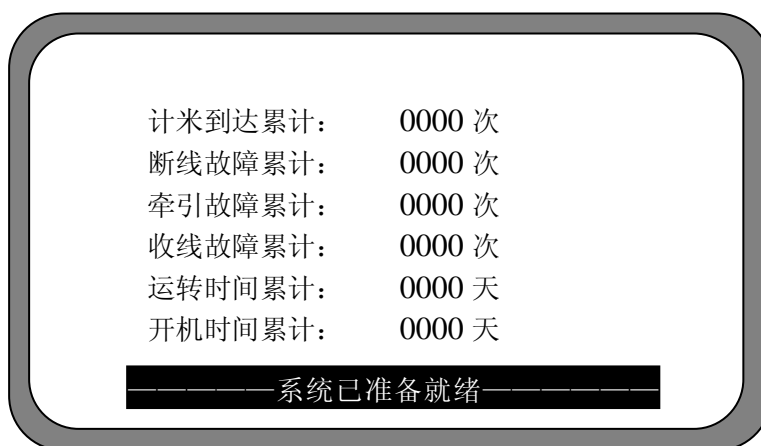 计米到达累计： 0000 次
断线故障累计： 0000 次
牵引故障累计： 0000 次
收线故障累计： 0000 次
运转时间累计： 0000 天
开机时间累计： 0000 天
—————系统已准备就绪——————